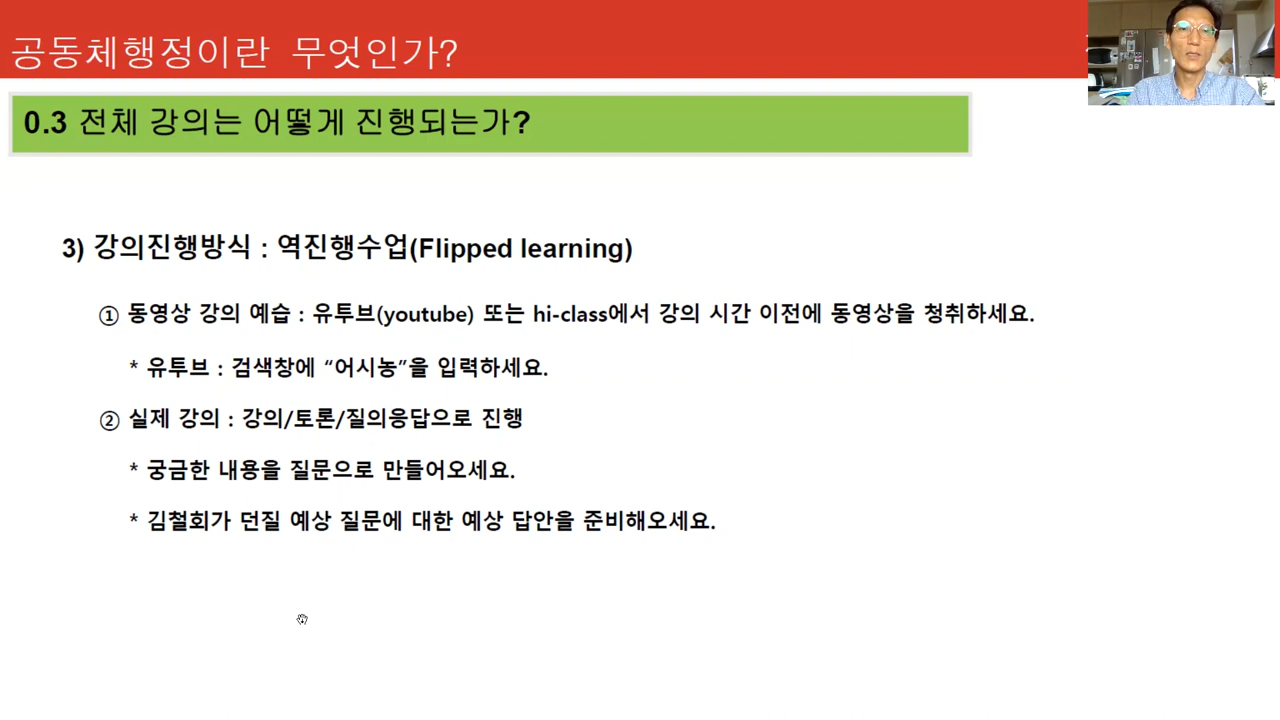 공동체행정이란 무엇인가?
0.3 전체 강의는 어떻게 진행되는가?
3) 강의진행방식 : 역진행수업(Flipped learning)
① 동영상 강의 예습 : 유투브(youtube) 또는 hi-class에서 강의 시간 이전에 동영상을 청취하세요.
* 유투브 : 검색창에 “어시농”을 입력하세요.
② 실제 강의 : 강의/토론/질의응답으로 진행
* 궁금한 내용을 질문으로 만들어오세요.
* 김철회가 던질 예상 질문에 대한 예상 답안을 준비해오세요.